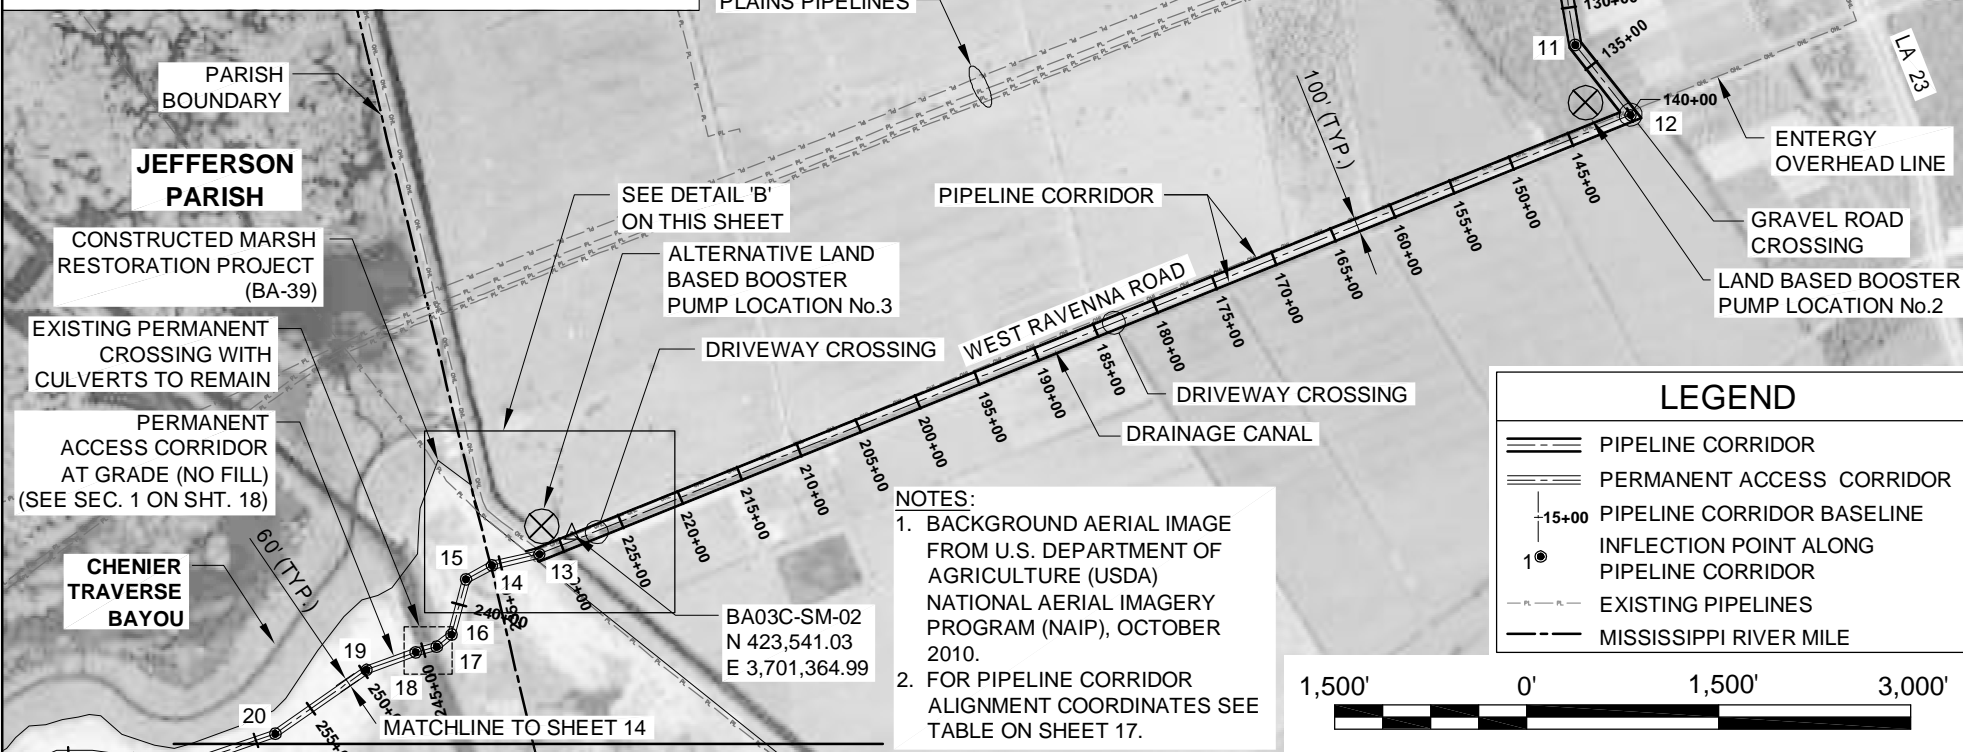 PLAINS PIPELINES
130+00
11
135+00
LA 23
PARISH
BOUNDARY
100' (TYP.)
140+00
12
ENTERGY
OVERHEAD LINE
JEFFERSON
PARISH
SEE DETAIL 'B'
ON THIS SHEET
PIPELINE CORRIDOR
145+00
150+00
155+00
160+00
165+00
170+00
175+00
180+00
185+00
190+00
195+00
200+00
205+00
210+00
215+00
220+00
225+00
GRAVEL ROAD
CROSSING
CONSTRUCTED MARSH
RESTORATION PROJECT
(BA-39)
ALTERNATIVE LAND
BASED BOOSTER
PUMP LOCATION No.3
WEST RAVENNA ROAD
LAND BASED BOOSTER
PUMP LOCATION No.2
EXISTING PERMANENT
CROSSING WITH
CULVERTS TO REMAIN
DRIVEWAY CROSSING
DRIVEWAY CROSSING
DRAINAGE CANAL
PERMANENT
ACCESS CORRIDOR
AT GRADE (NO FILL)
(SEE SEC. 1 ON SHT. 18)
60' (TYP.)
CHENIER
TRAVERSE
BAYOU
13
14
15
240+00
16
17
18
245+00
19
20
BA03C-SM-02
N 423,541.03
E 3,701,364.99
MATCHLINE TO SHEET 14
NOTES:
1. BACKGROUND AERIAL IMAGE
FROM U.S. DEPARTMENT OF
AGRICULTURE (USDA)
NATIONAL AERIAL IMAGERY
PROGRAM (NAIP), OCTOBER
2010.
2. FOR PIPELINE CORRIDOR
ALIGNMENT COORDINATES SEE
TABLE ON SHEET 17.
LEGEND
PIPELINE CORRIDOR
PERMANENT ACCESS CORRIDOR
15+00 PIPELINE CORRIDOR BASELINE
1 INFLECTION POINT ALONG
PIPELINE CORRIDOR
PL PL EXISTING PIPELINES
MISSISSIPPI RIVER MILE
1,500' 0' 1,500' 3,000'